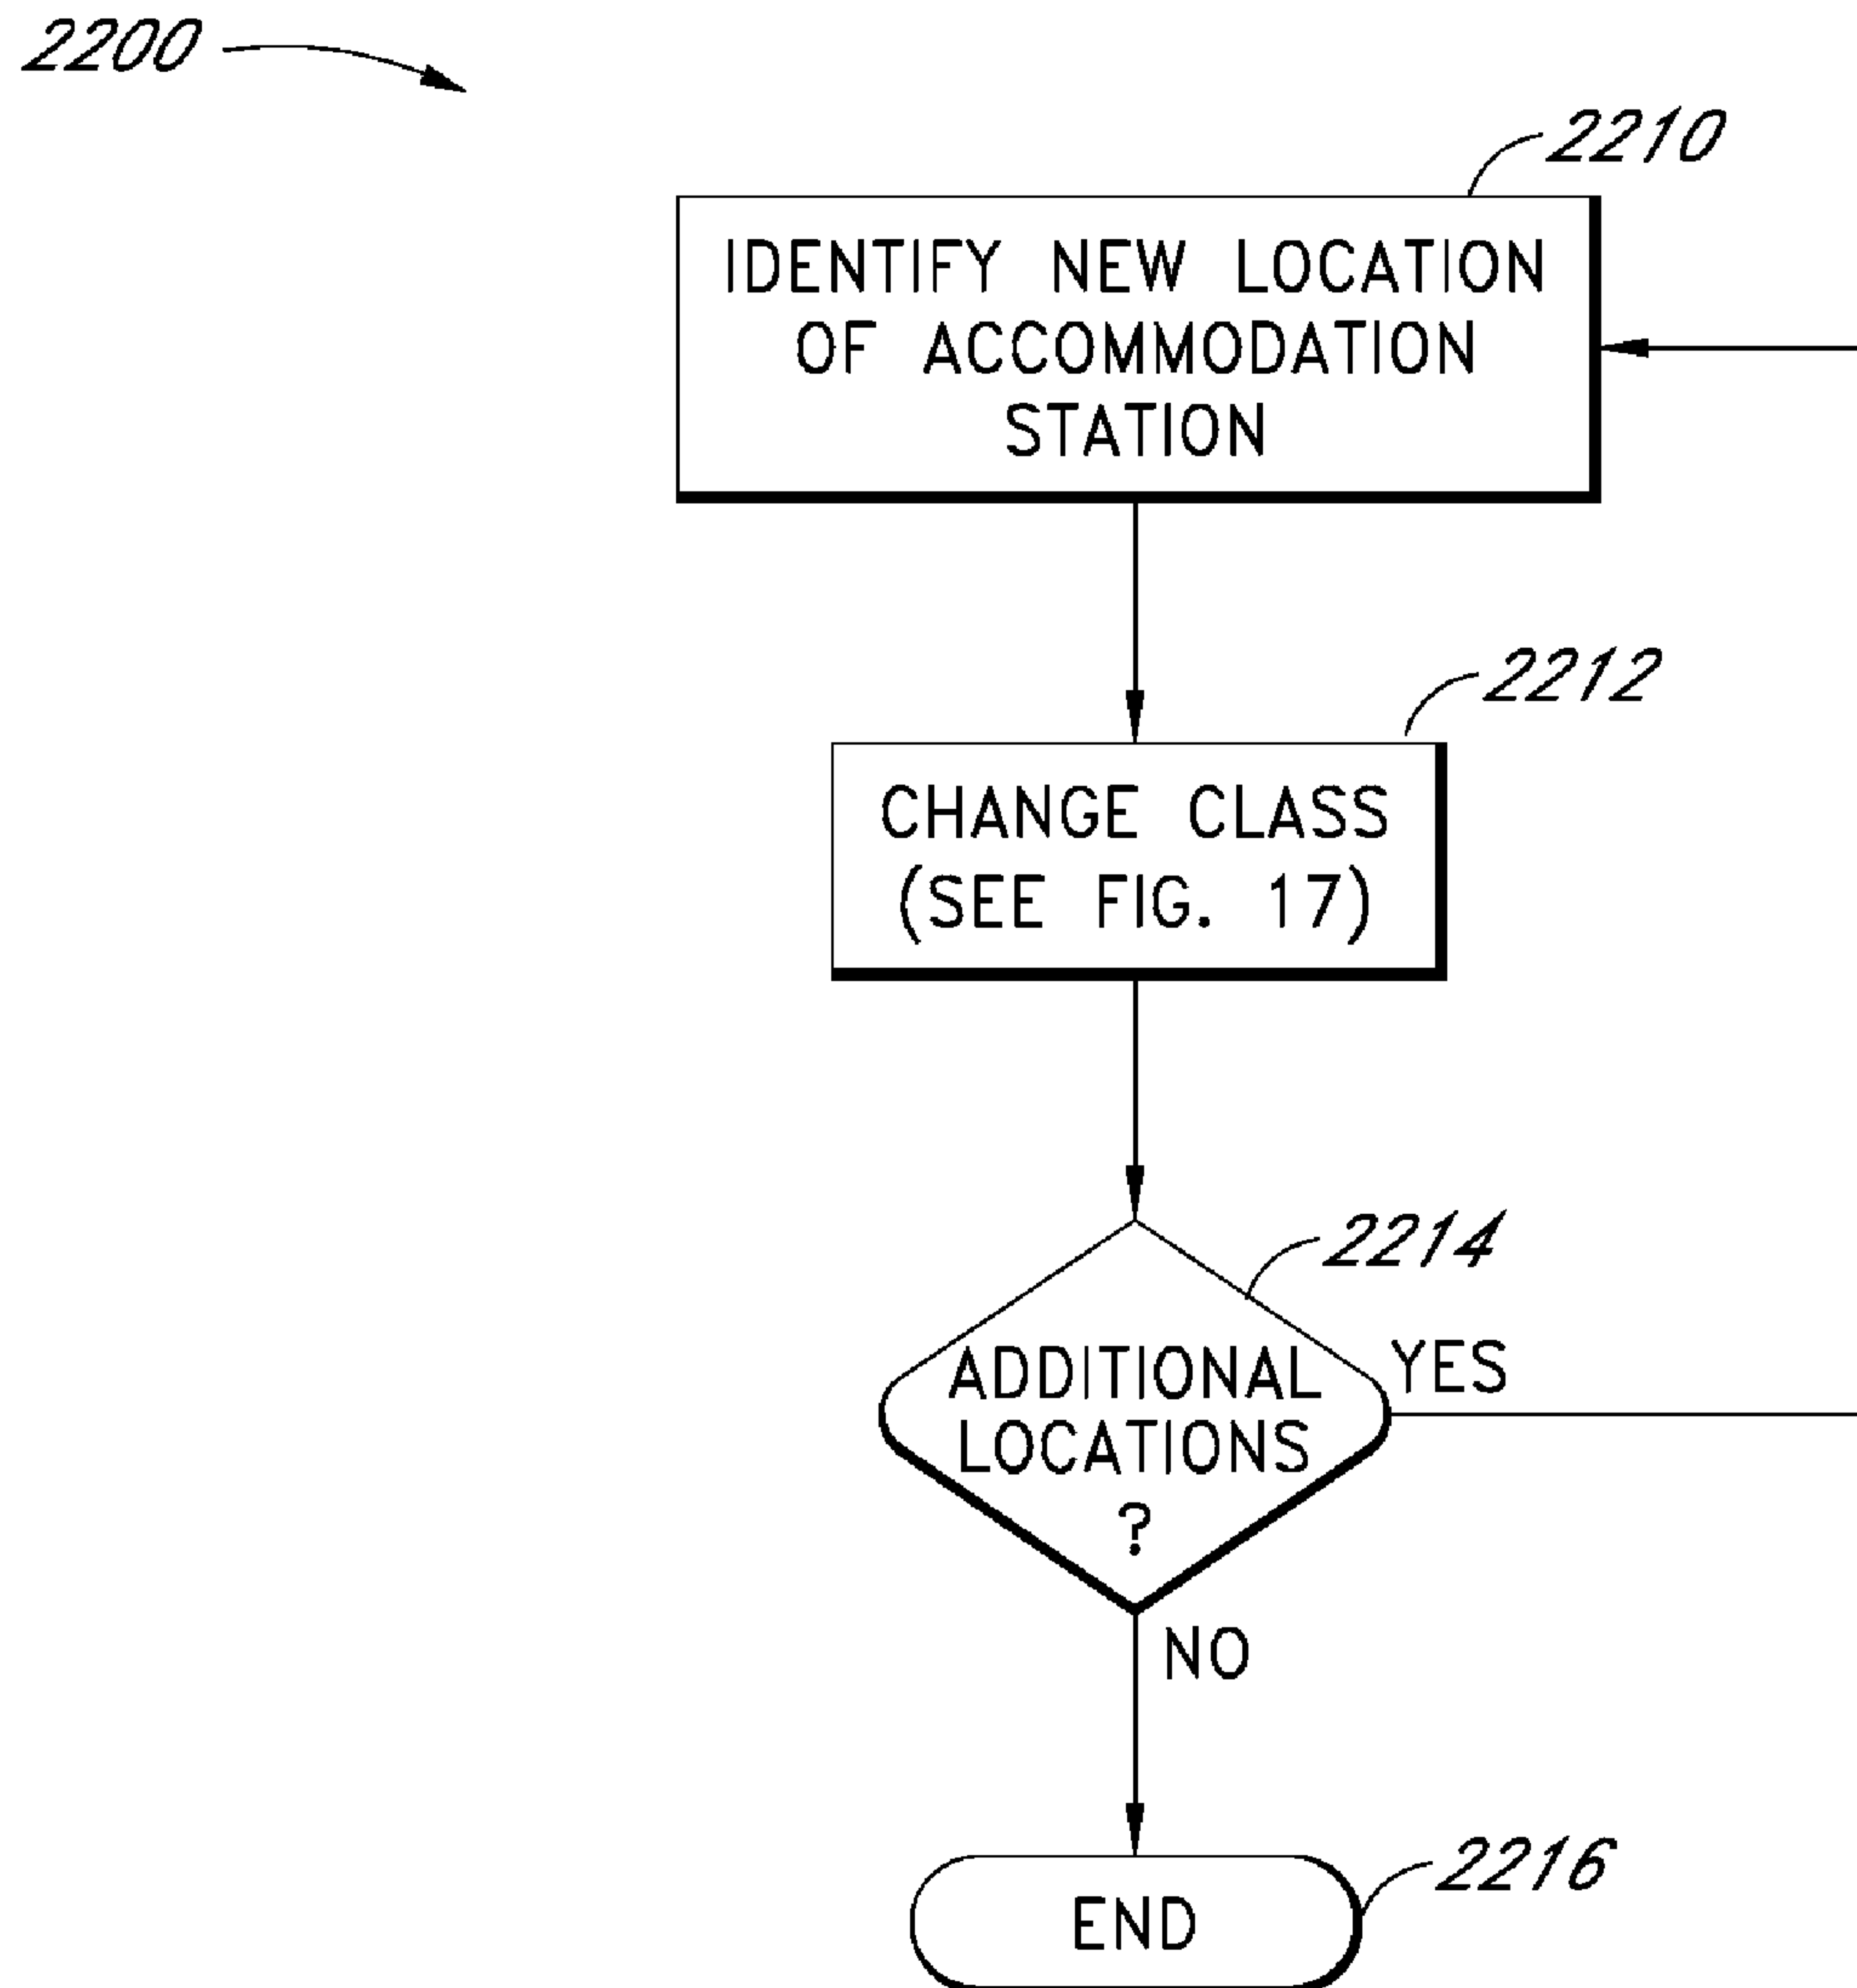 2200
2210
IDENTIFY NEW LOCATION
OF ACCOMMODATION
STATION
2212
CHANGE CLASS
(SEE FIG. 17)
2214
ADDITIONAL
LOCATIONS
?
YES
NO
2216
END